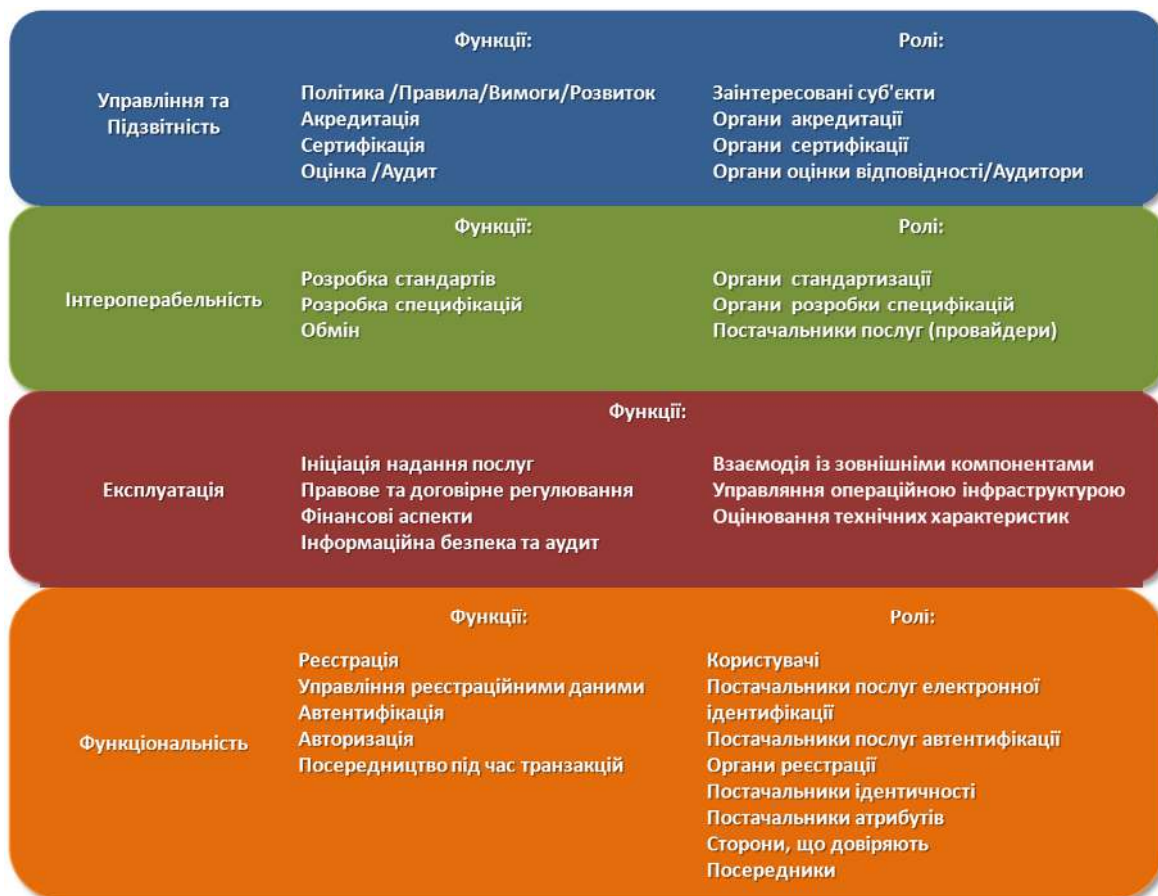 Функції:
Ролі:
Управління та
Підзвітність
Політика /Правила/Вимоги/Розвиток
Акредитація
Сертифікація
Оцінка /Аудит
Заінтересовані суб'єкти
Органи акредитації
Органи сертифікації
Органи оцінки відповідності/Аудитори
Функції:
Ролі:
Інтероперабельність
Розробка стандартів
Розробка специфікацій
Обмін
Органи стандартизації
Органи розробки специфікацій
Постачальники послуг (провайдери)
Функції:
Експлуатація
Ініціація надання послуг
Правове та договірне регулювання
Фінансові аспекти
Інформаційна безпека та аудит
Взаємодія із зовнішніми компонентами
Управляння операційною інфраструктурою
Оцінювання технічних характеристик
Функції:
Ролі:
Функціональність
Реєстрація
Управління реєстраційними даними
Автентифікація
Авторизація
Посередництво під час транзакцій
Користувачі
Постачальники послуг електронної
ідентифікації
Постачальники послуг автентифікації
Органи реєстрації
Постачальники ідентичності
Постачальники атрибутів
Сторони, що довіряють
Посередники